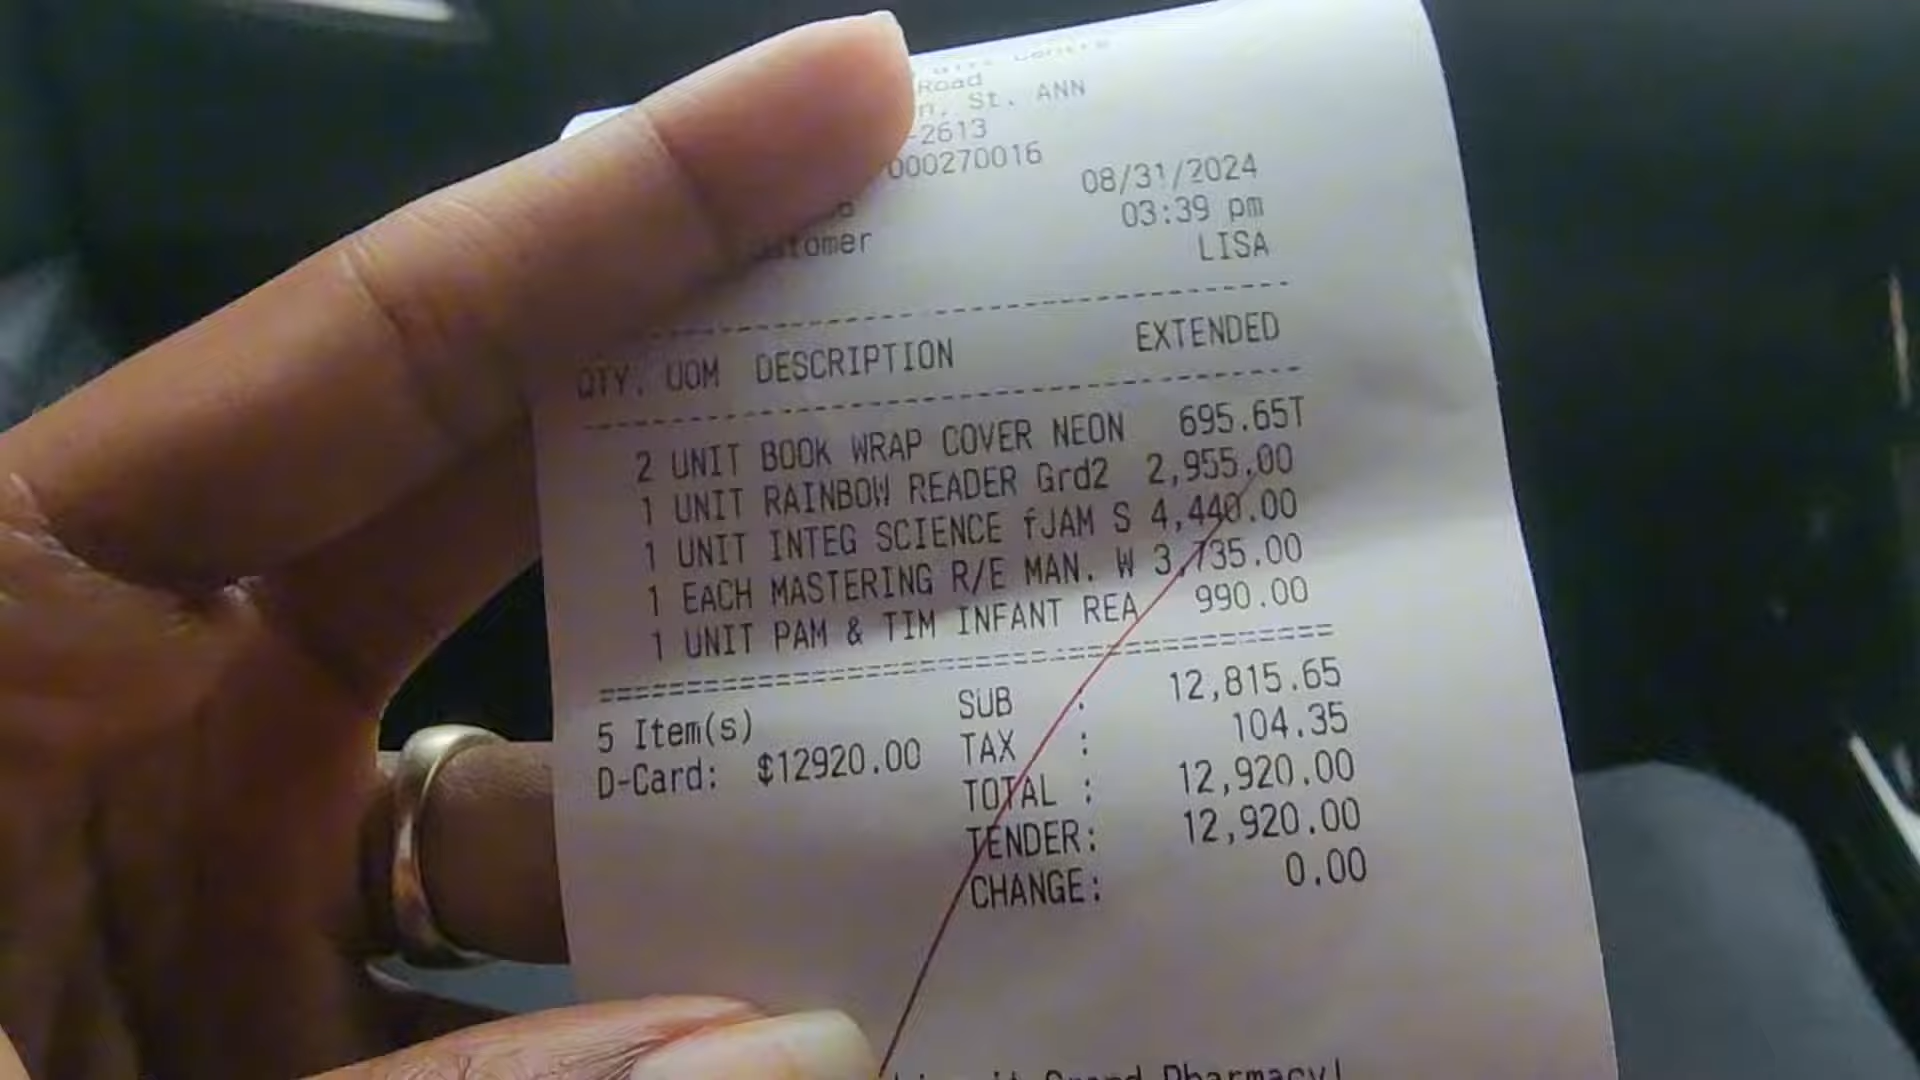 Road
St. ANN
-2613
000270016
08/31/2024
03:39 pm
LISA
QTY. UOM DESCRIPTION EXTENDED
2 UNIT BOOK WRAP COVER NEON 695.65T
1 UNIT RAINBOW READER Grd2 2,955.00
1 UNIT INTEG SCIENCE fJAM S 4,440.00
1 EACH MASTERING R/E MAN. W 3,735.00
1 UNIT PAM & TIM INFANT REA 990.00
5 Item(s) SUB : 12,815.65
D-Card: $12920.00 TAX : 104.35
TOTAL : 12,920.00
TENDER: 12,920.00
CHANGE: 0.00
Grand Pharmacy!